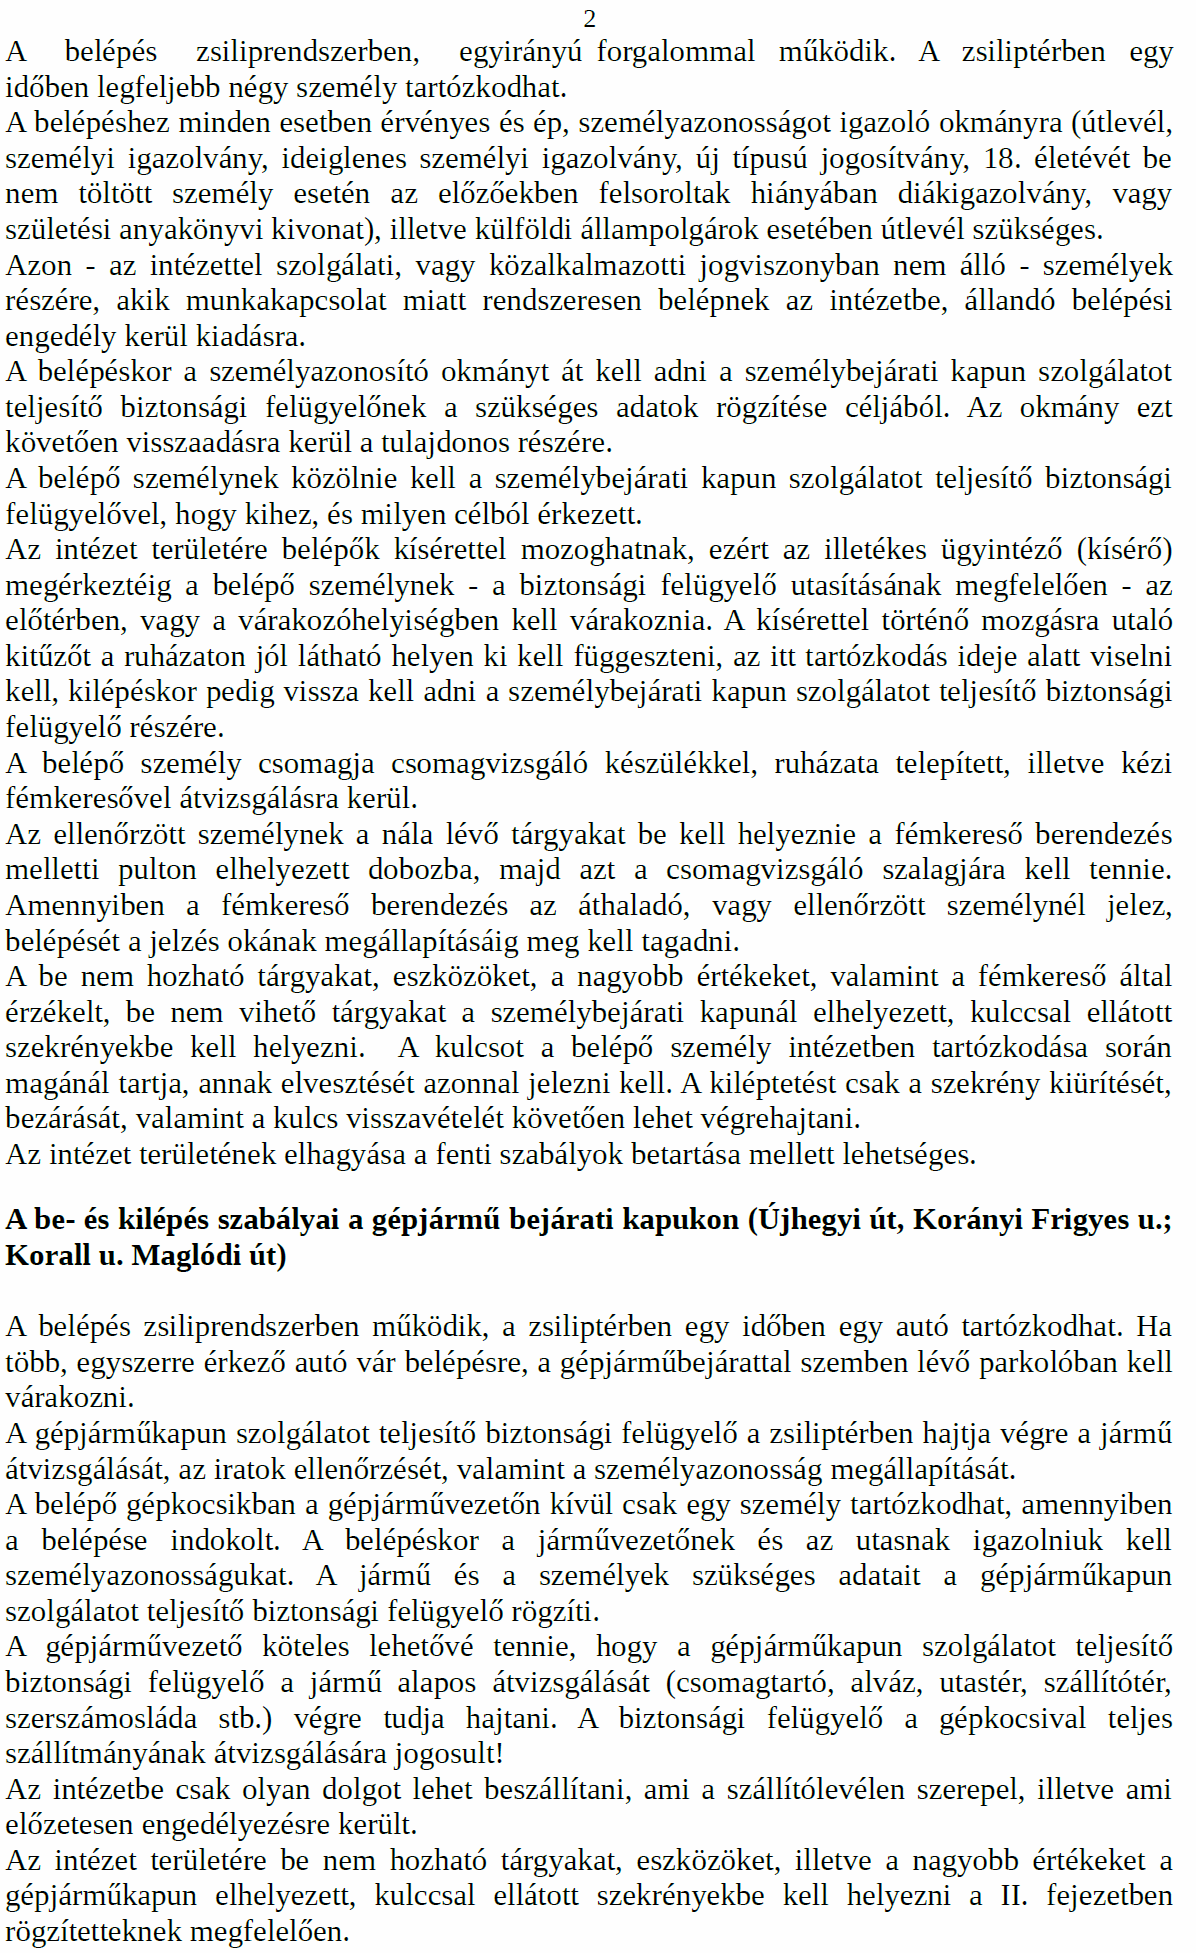 2
A belépés zsiliprendszerben, egyirányú forgalommal működik. A zsiliptérben egy
időben legfeljebb négy személy tartózkodhat.
A belépéshez minden esetben érvényes és ép, személyazonosságot igazoló okmányra (útlevél,
személyi igazolvány, ideiglenes személyi igazolvány, új típusú jogosítvány, 18. életévét be
nem töltött személy esetén az előzőekben felsoroltak hiányában diákigazolvány, vagy
születési anyakönyvi kivonat), illetve külföldi állampolgárok esetében útlevél szükséges.
Azon - az intézettel szolgálati, vagy közalkalmazotti jogviszonyban nem álló - személyek
részére, akik munkakapcsolat miatt rendszeresen belépnek az intézetbe, állandó belépési
engedély kerül kiadásra.
A belépéskor a személyazonosító okmányt át kell adni a személybejárati kapun szolgálatot
teljesítő biztonsági felügyelőnek a szükséges adatok rögzítése céljából. Az okmány ezt
követően visszaadásra kerül a tulajdonos részére.
A belépő személynek közölnie kell a személybejárati kapun szolgálatot teljesítő biztonsági
felügyelővel, hogy kihez, és milyen célból érkezett.
Az intézet területére belépők kísérettel mozoghatnak, ezért az illetékes ügyintéző (kísérő)
megérkeztéig a belépő személynek - a biztonsági felügyelő utasításának megfelelően - az
előtérben, vagy a várakozóhelyiségben kell várakoznia. A kísérettel történő mozgásra utaló
kitűzőt a ruházaton jól látható helyen ki kell függeszteni, az itt tartózkodás ideje alatt viselni
kell, kilépéskor pedig vissza kell adni a személybejárati kapun szolgálatot teljesítő biztonsági
felügyelő részére.
A belépő személy csomagja csomagvizsgáló készülékkel, ruházata telepített, illetve kézi
fémkeresővel átvizsgálásra kerül.
Az ellenőrzött személynek a nála lévő tárgyakat be kell helyeznie a fémkereső berendezés
melletti pulton elhelyezett dobozba, majd azt a csomagvizsgáló szalagjára kell tennie.
Amennyiben a fémkereső berendezés az áthaladó, vagy ellenőrzött személynél jelez,
belépését a jelzés okának megállapításáig meg kell tagadni.
A be nem hozható tárgyakat, eszközöket, a nagyobb értékeket, valamint a fémkereső által
érzékelt, be nem vihető tárgyakat a személybejárati kapunál elhelyezett, kulccsal ellátott
szekrényekbe kell helyezni. A kulcsot a belépő személy intézetben tartózkodása során
magánál tartja, annak elvesztését azonnal jelezni kell. A kiléptetést csak a szekrény kiürítését,
bezárását, valamint a kulcs visszavételét követően lehet végrehajtani.
Az intézet területének elhagyása a fenti szabályok betartása mellett lehetséges.
A be- és kilépés szabályai a gépjármű bejárati kapukon (Újhegyi út, Korányi Frigyes u.;
Korall u. Maglódi út)
A belépés zsiliprendszerben működik, a zsiliptérben egy időben egy autó tartózkodhat. Ha
több, egyszerre érkező autó vár belépésre, a gépjárműbejárattal szemben lévő parkolóban kell
várakozni.
A gépjárműkapun szolgálatot teljesítő biztonsági felügyelő a zsiliptérben hajtja végre a jármű
átvizsgálását, az iratok ellenőrzését, valamint a személyazonosság megállapítását.
A belépő gépkocsikban a gépjárművezetőn kívül csak egy személy tartózkodhat, amennyiben
a belépése indokolt. A belépéskor a járművezetőnek és az utasnak igazolniuk kell
személyazonosságukat. A jármű és a személyek szükséges adatait a gépjárműkapun
szolgálatot teljesítő biztonsági felügyelő rögzíti.
A gépjárművezető köteles lehetővé tennie, hogy a gépjárműkapun szolgálatot teljesítő
biztonsági felügyelő a jármű alapos átvizsgálását (csomagtartó, alváz, utastér, szállítótér,
szerszámosláda stb.) végre tudja hajtani. A biztonsági felügyelő a gépkocsival teljes
szállítmányának átvizsgálására jogosult!
Az intézetbe csak olyan dolgot lehet beszállítani, ami a szállítólevélen szerepel, illetve ami
előzetesen engedélyezésre került.
Az intézet területére be nem hozható tárgyakat, eszközöket, illetve a nagyobb értékeket a
gépjárműkapun elhelyezett, kulccsal ellátott szekrényekbe kell helyezni a II. fejezetben
rögzítetteknek megfelelően.